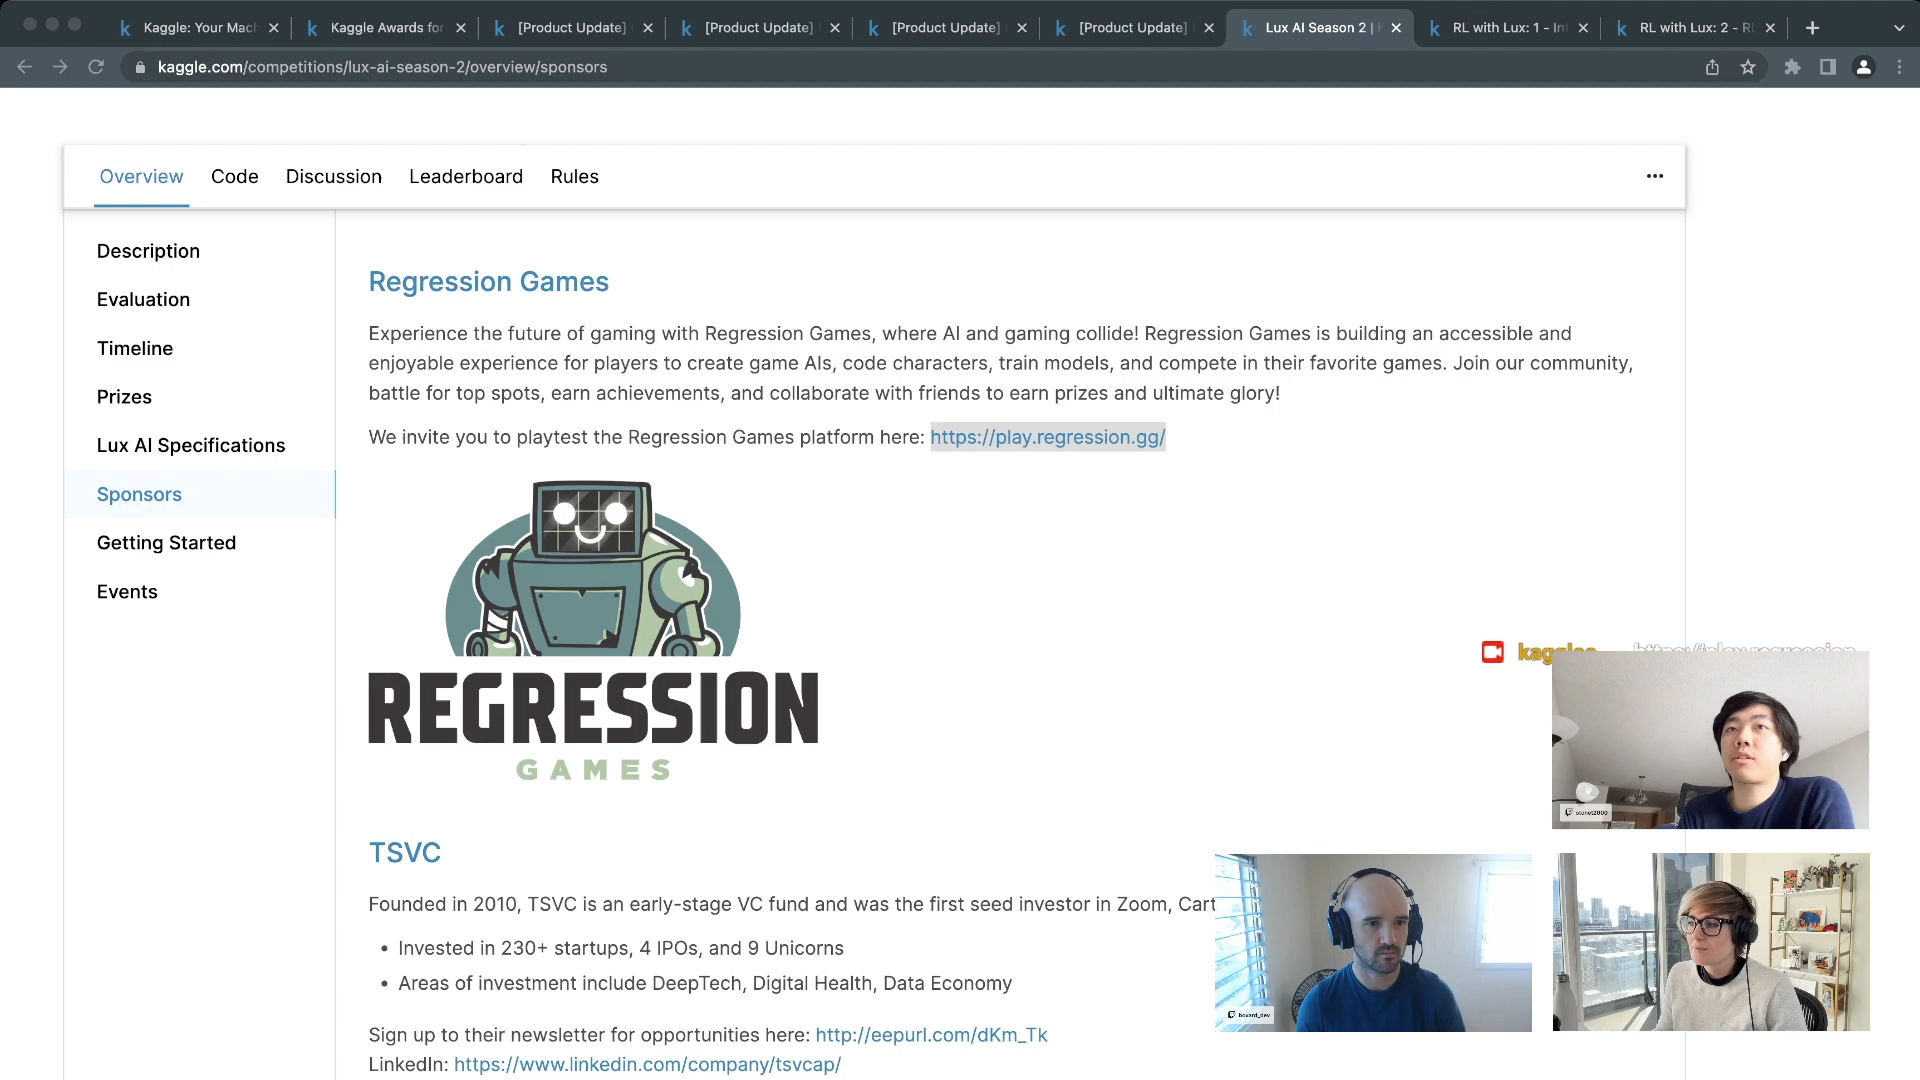 Kaggle: Your Mach
Kaggle Awards for
[Product Update]
[Product Update]
[Product Update]
[Product Update]
Lux AI Season 2 |
RL with Lux: 1 - In
RL with Lux: 2 - RL
kaggle.com/competitions/lux-ai-season-2/overview/sponsors
Overview Code Discussion Leaderboard Rules
Description
Evaluation
Timeline
Prizes
Lux AI Specifications
Sponsors
Getting Started
Events
Regression Games
Experience the future of gaming with Regression Games, where AI and gaming collide! Regression Games is building an accessible and
enjoyable experience for players to create game AIs, code characters, train models, and compete in their favorite games. Join our community,
battle for top spots, earn achievements, and collaborate with friends to earn prizes and ultimate glory!
We invite you to playtest the Regression Games platform here: https://play.regression.gg/
REGRESSION
GAMES
kaggleo https://play.regression
stonet2000
TSVC
Founded in 2010, TSVC is an early-stage VC fund and was the first seed investor in Zoom, Cart
• Invested in 230+ startups, 4 IPOs, and 9 Unicorns
• Areas of investment include DeepTech, Digital Health, Data Economy
bovard_dev
Sign up to their newsletter for opportunities here: http://eepurl.com/dKm_Tk
LinkedIn: https://www.linkedin.com/company/tsvcap/